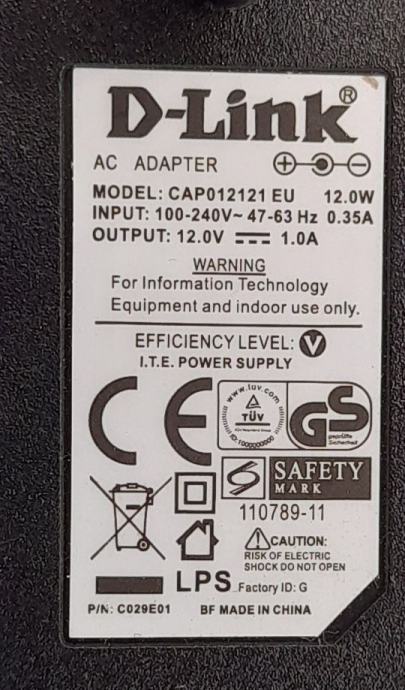 D-Link®
AC ADAPTER
MODEL: CAP012121 EU 12.0W
INPUT: 100-240V~ 47-63 Hz 0.35A
OUTPUT: 12.0V 1.0A
WARNING
For Information Technology
Equipment and indoor use only.
EFFICIENCY LEVEL: V
I.T.E. POWER SUPPLY
CE
www.tuv.com
TÜV
GS
geprüfte
Sicherheit
S
SAFETY
MARK
110789-11
CAUTION:
RISK OF ELECTRIC
SHOCK DO NOT OPEN
LPS Factory ID: G
P/N: C029E01 BF MADE IN CHINA